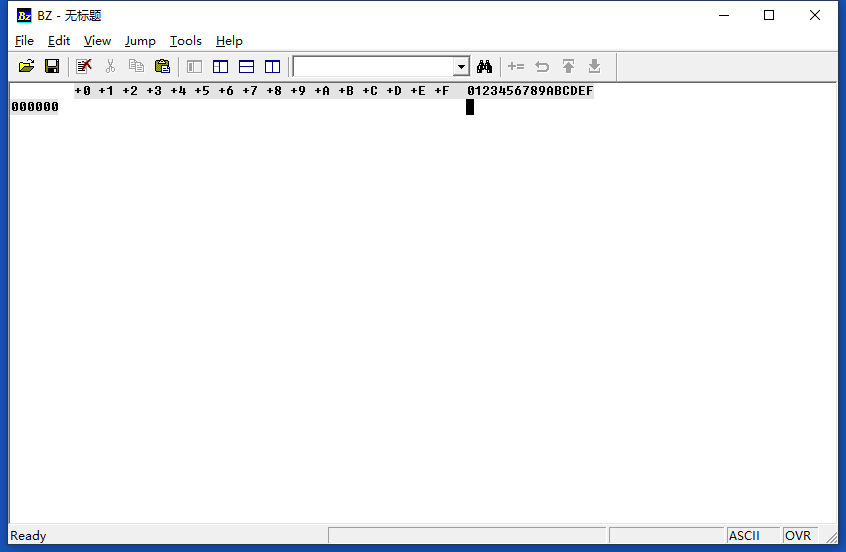 Bz BZ - 无标题
File Edit View Jump Tools Help
+0 +1 +2 +3 +4 +5 +6 +7 +8 +9 +A +B +C +D +E +F 0123456789ABCDEF
000000
Ready ASCII OVR